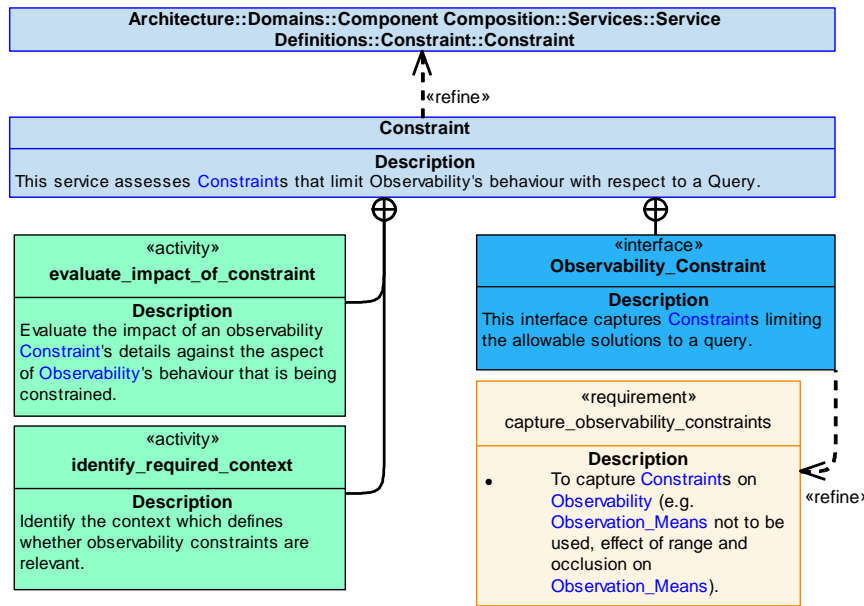 Architecture::Domains::Component Composition::Services::Service
Definitions::Constraint::Constraint
«refine»
Constraint
Description
This service assesses Constraints that limit Observability's behaviour with respect to a Query.
«activity»
evaluate_impact_of_constraint
Description
Evaluate the impact of an observability
Constraint's details against the aspect
of Observability's behaviour that is being
constrained.
«interface»
Observability_Constraint
Description
This interface captures Constraints limiting
the allowable solutions to a query.
«activity»
identify_required_context
Description
Identify the context which defines
whether observability constraints are
relevant.
«requirement»
capture_observability_constraints
Description
• To capture Constraints on
Observability (e.g.
Observation_Means not to be
used, effect of range and
occlusion on
Observation_Means).
«refine»